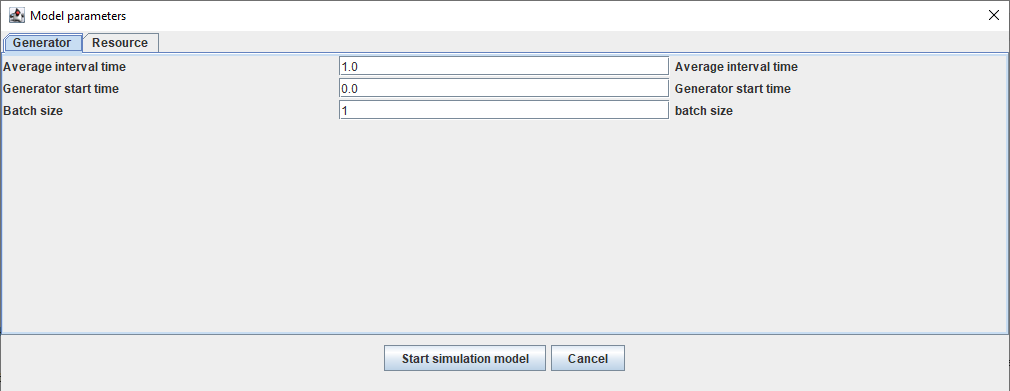 Model parameters
Generator Resource
Average interval time 1.0 Average interval time
Generator start time 0.0 Generator start time
Batch size 1 batch size
Start simulation model Cancel